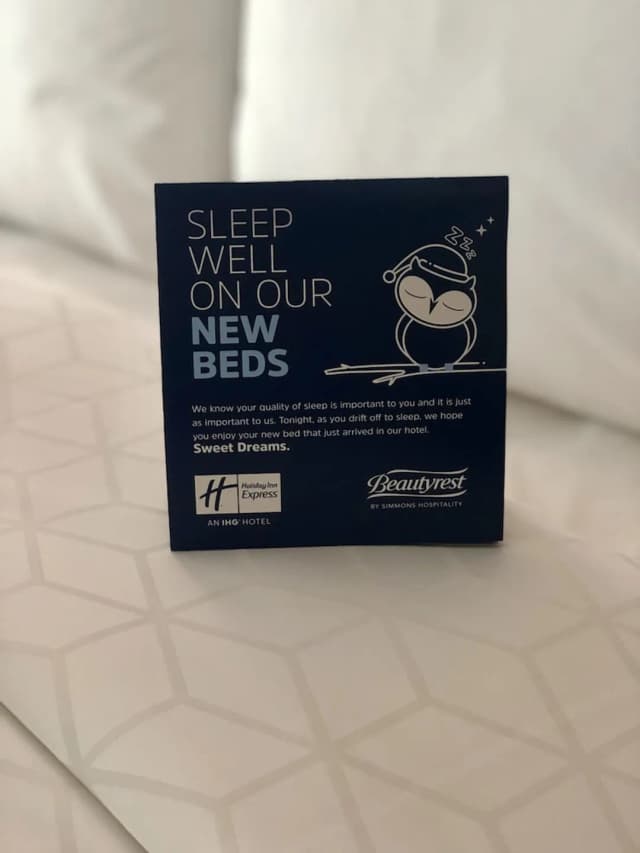 SLEEP
WELL
ON OUR
NEW
BEDS
zzz
We know your quality of sleep is important to you and it is just
as important to us. Tonight, as you drift off to sleep, we hope
you enjoy your new bed that just arrived in our hotel.
Sweet Dreams.
H Holiday Inn
Express
AN IHG® HOTEL
Beautyrest
BY SIMMONS HOSPITALITY